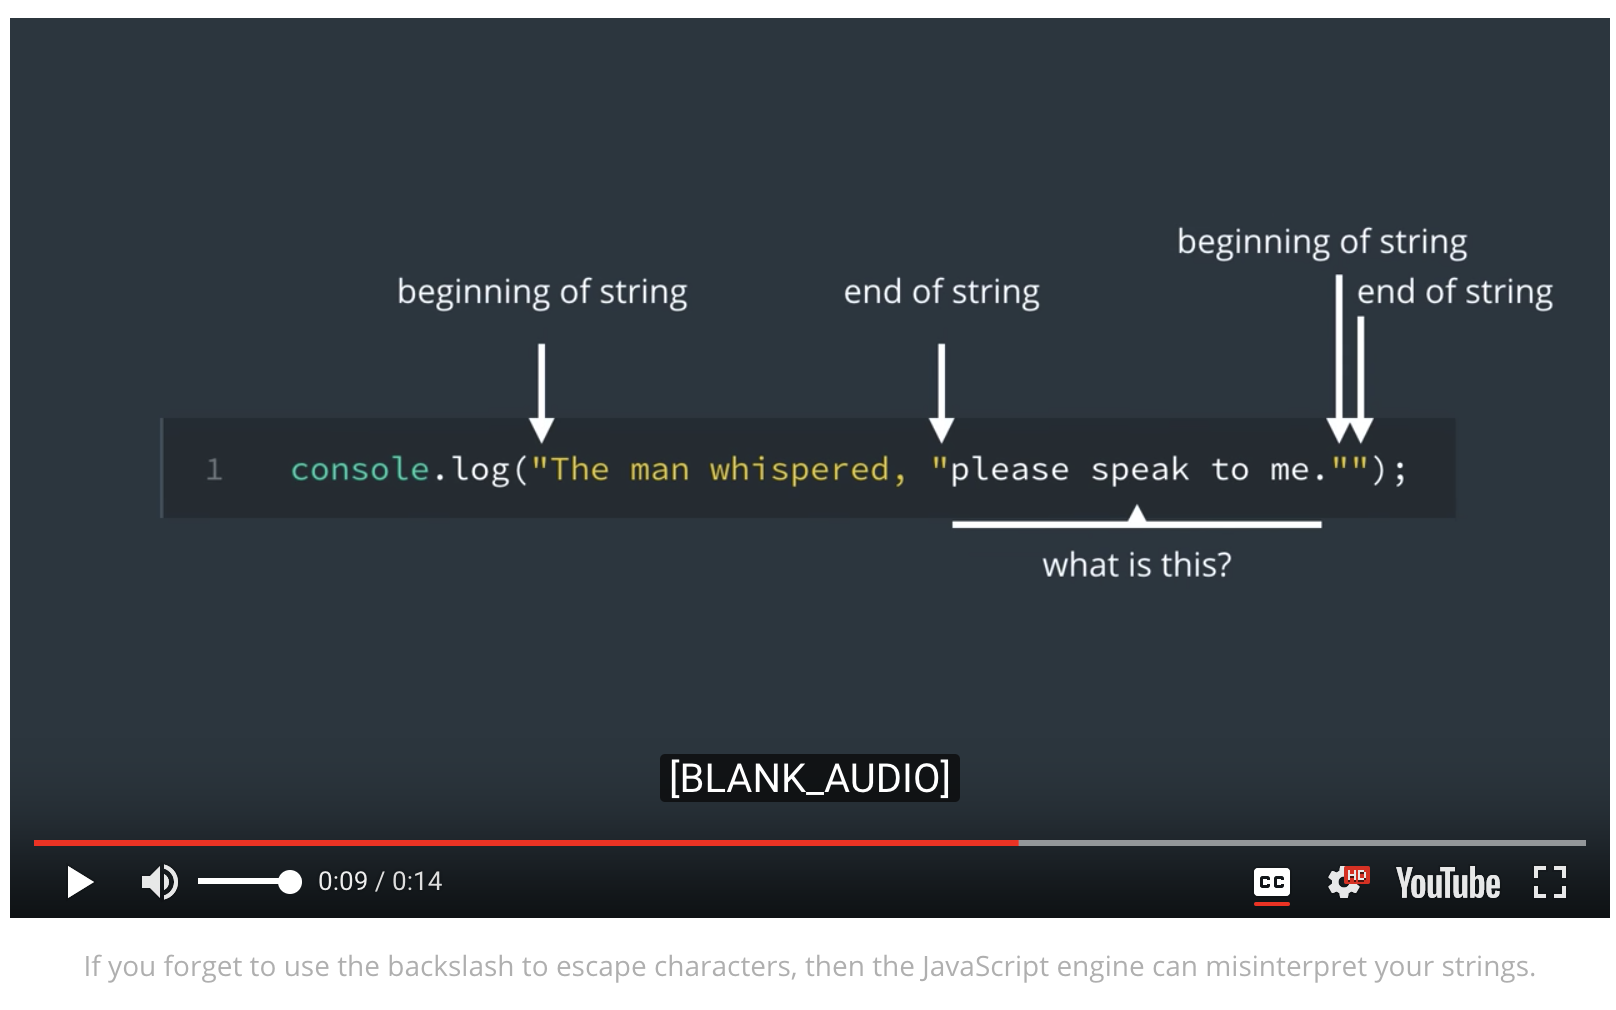 beginning of string
beginning of string end of string end of string
1 console.log("The man whispered, "please speak to me."");
what is this?
[BLANK_AUDIO]
0:09 / 0:14 CC HD YouTube
If you forget to use the backslash to escape characters, then the JavaScript engine can misinterpret your strings.